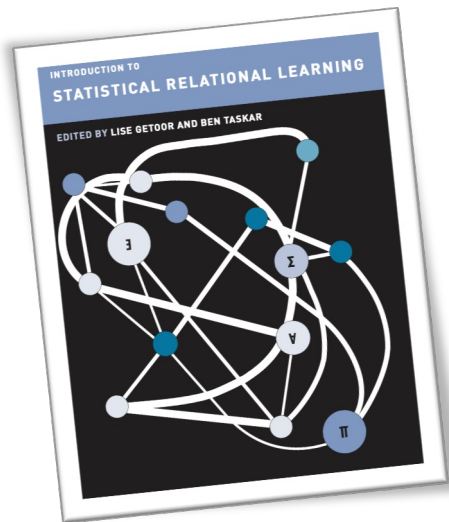 INTRODUCTION TO
STATISTICAL RELATIONAL LEARNING
EDITED BY LISE GETOOR AND BEN TASKAR
∃
Σ
∀
π